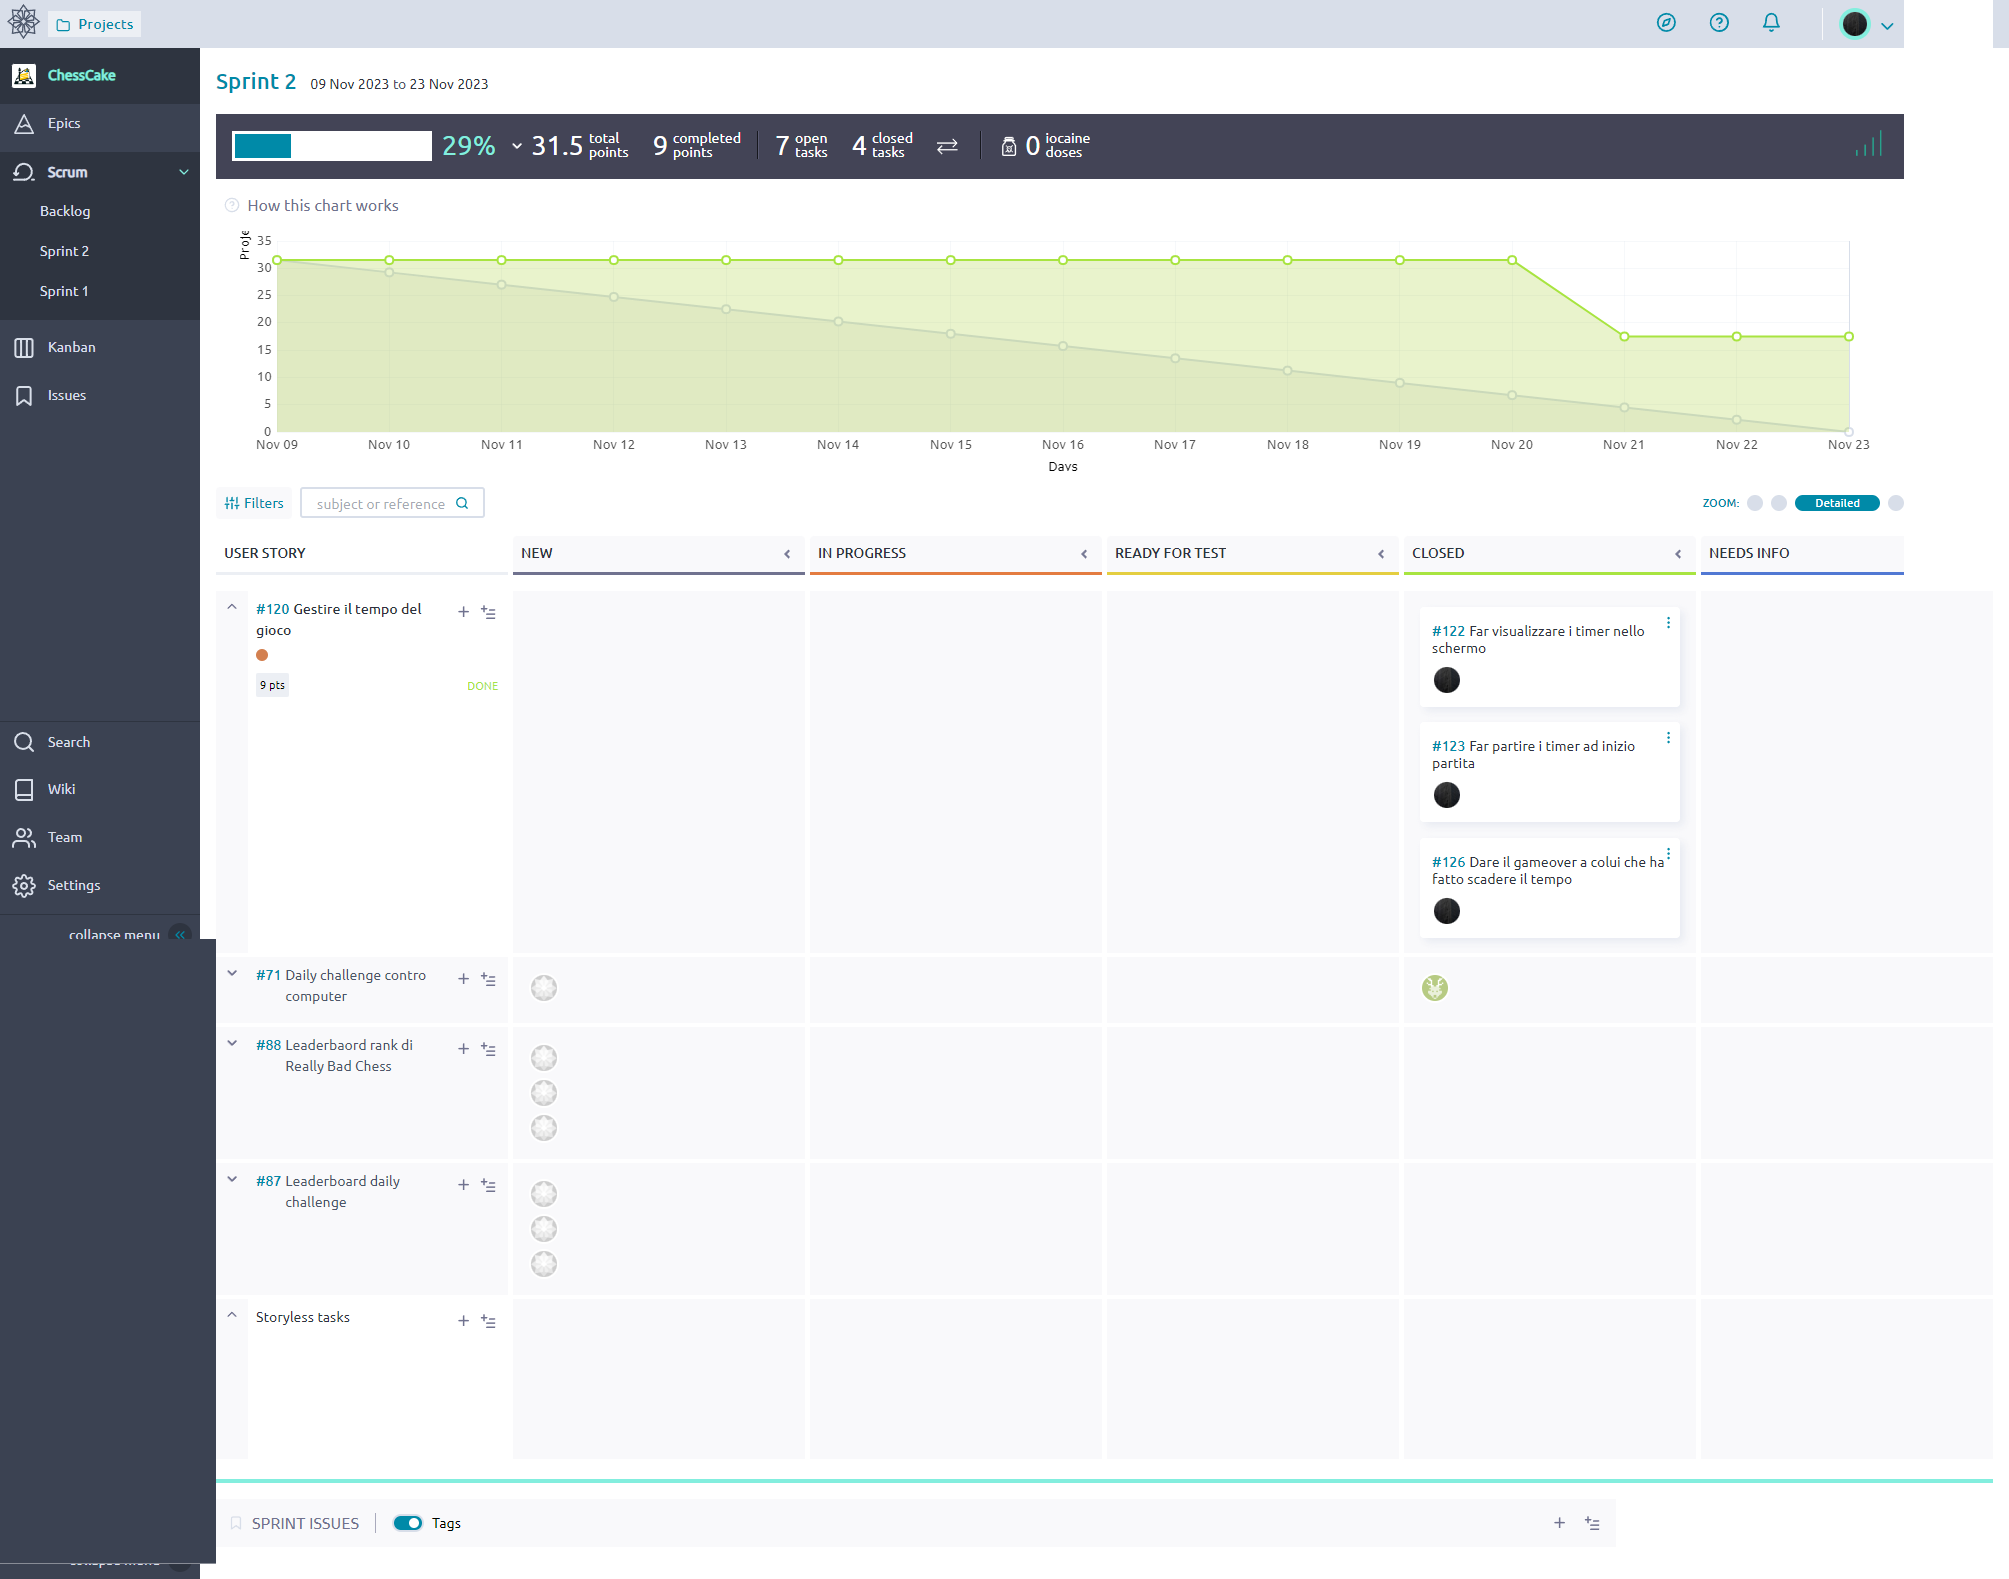 Projects
ChessCake
Epics
Scrum
Backlog
Sprint 2
Sprint 1
Kanban
Issues
Search
Wiki
Team
Settings
collapse menu
Sprint 2 09 Nov 2023 to 23 Nov 2023
29% 31.5 total points 9 completed points 7 open tasks 4 closed tasks 0 iocaine doses
How this chart works
Proje
35
30
25
20
15
10
5
0
Nov 09 Nov 10 Nov 11 Nov 12 Nov 13 Nov 14 Nov 15 Nov 16 Nov 17 Nov 18 Nov 19 Nov 20 Nov 21 Nov 22 Nov 23
Days
Filters subject or reference ZOOM: Detailed
USER STORY NEW IN PROGRESS READY FOR TEST CLOSED NEEDS INFO
#120 Gestire il tempo del
gioco
9 pts DONE
#122 Far visualizzare i timer nello
schermo
#123 Far partire i timer ad inizio
partita
#126 Dare il gameover a colui che ha
fatto scadere il tempo
#71 Daily challenge contro
computer
#88 Leaderbaord rank di
Really Bad Chess
#87 Leaderboard daily
challenge
Storyless tasks
SPRINT ISSUES Tags
collapse menu